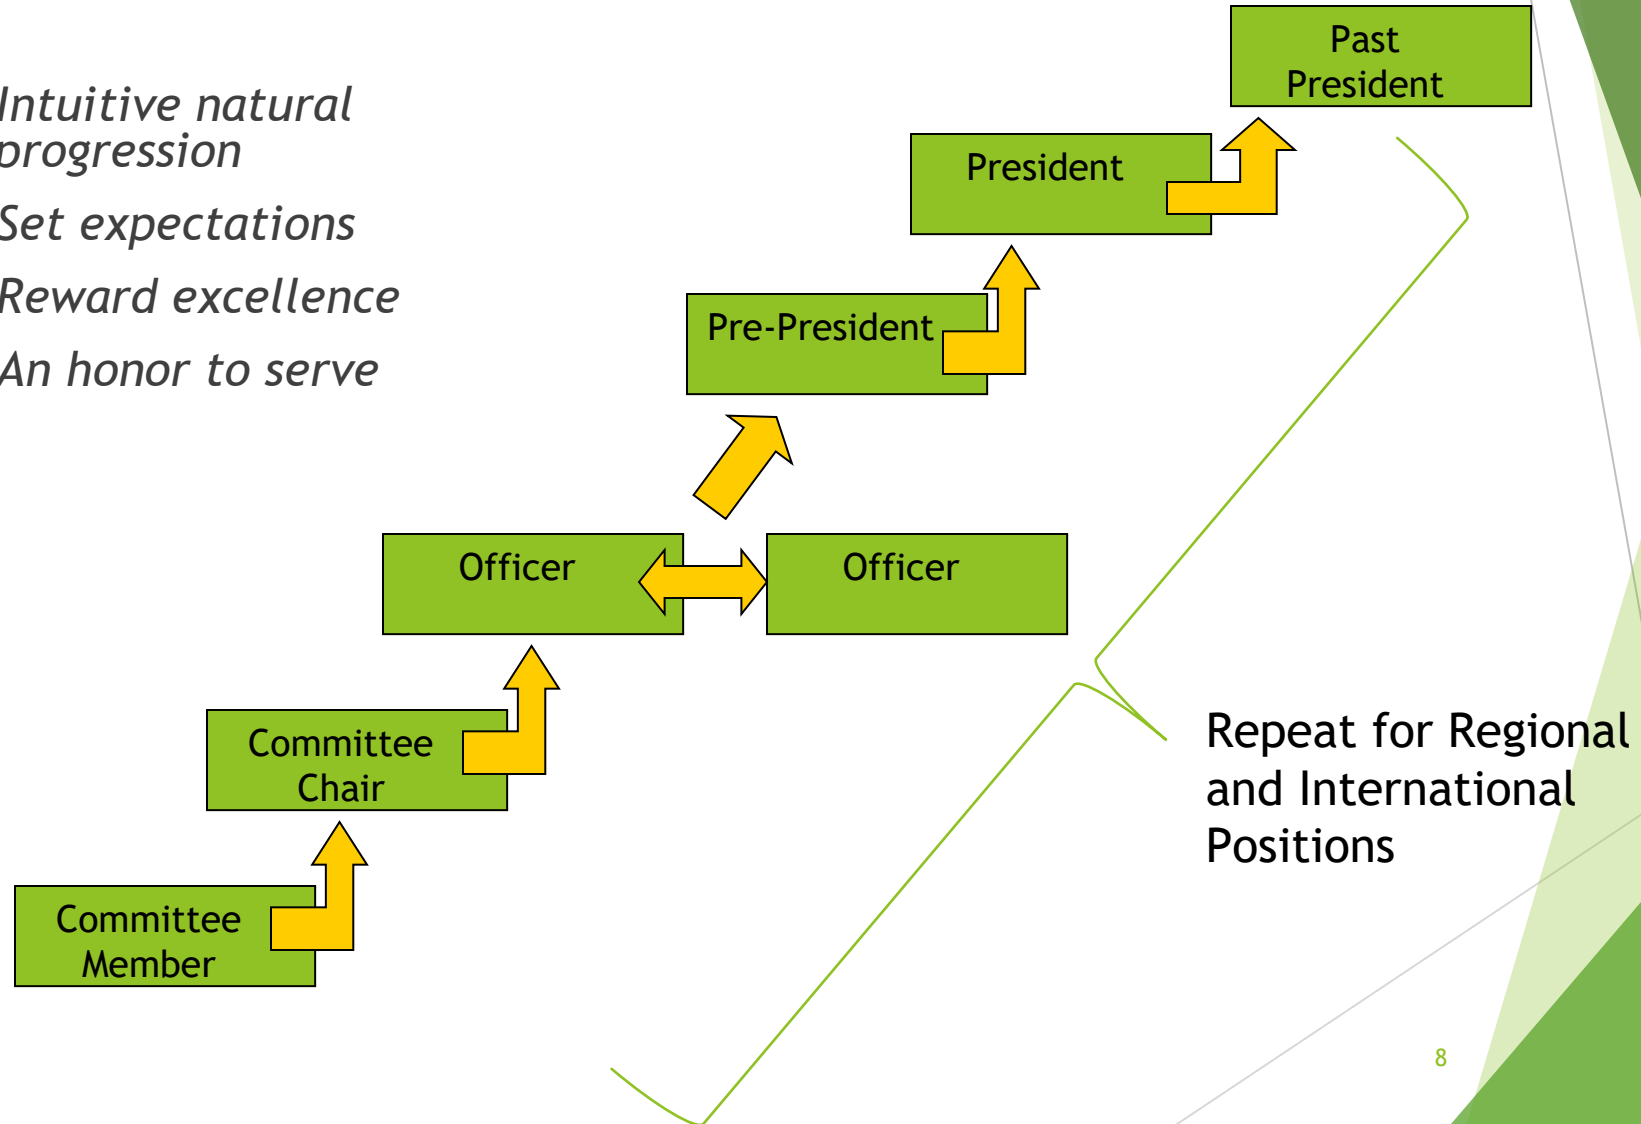 Intuitive natural
progression
Set expectations
Reward excellence
An honor to serve
Past
President
President
Pre-President
Officer
Officer
Committee
Chair
Committee
Member
Repeat for Regional
and International
Positions
8